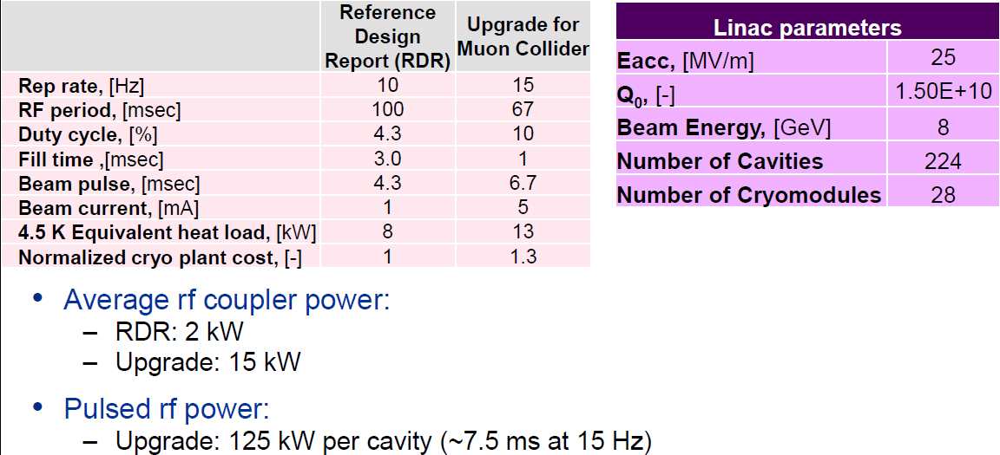 Reference Design Report (RDR) Upgrade for Muon Collider
Rep rate, [Hz] 10 15
RF period, [msec] 100 67
Duty cycle, [%] 4.3 10
Fill time ,[msec] 3.0 1
Beam pulse, [msec] 4.3 6.7
Beam current, [mA] 1 5
4.5 K Equivalent heat load, [kW] 8 13
Normalized cryo plant cost, [-] 1 1.3
Linac parameters
Eacc, [MV/m] 25
Q0, [-] 1.50E+10
Beam Energy, [GeV] 8
Number of Cavities 224
Number of Cryomodules 28
• Average rf coupler power:
– RDR: 2 kW
– Upgrade: 15 kW
• Pulsed rf power:
– Upgrade: 125 kW per cavity (~7.5 ms at 15 Hz)